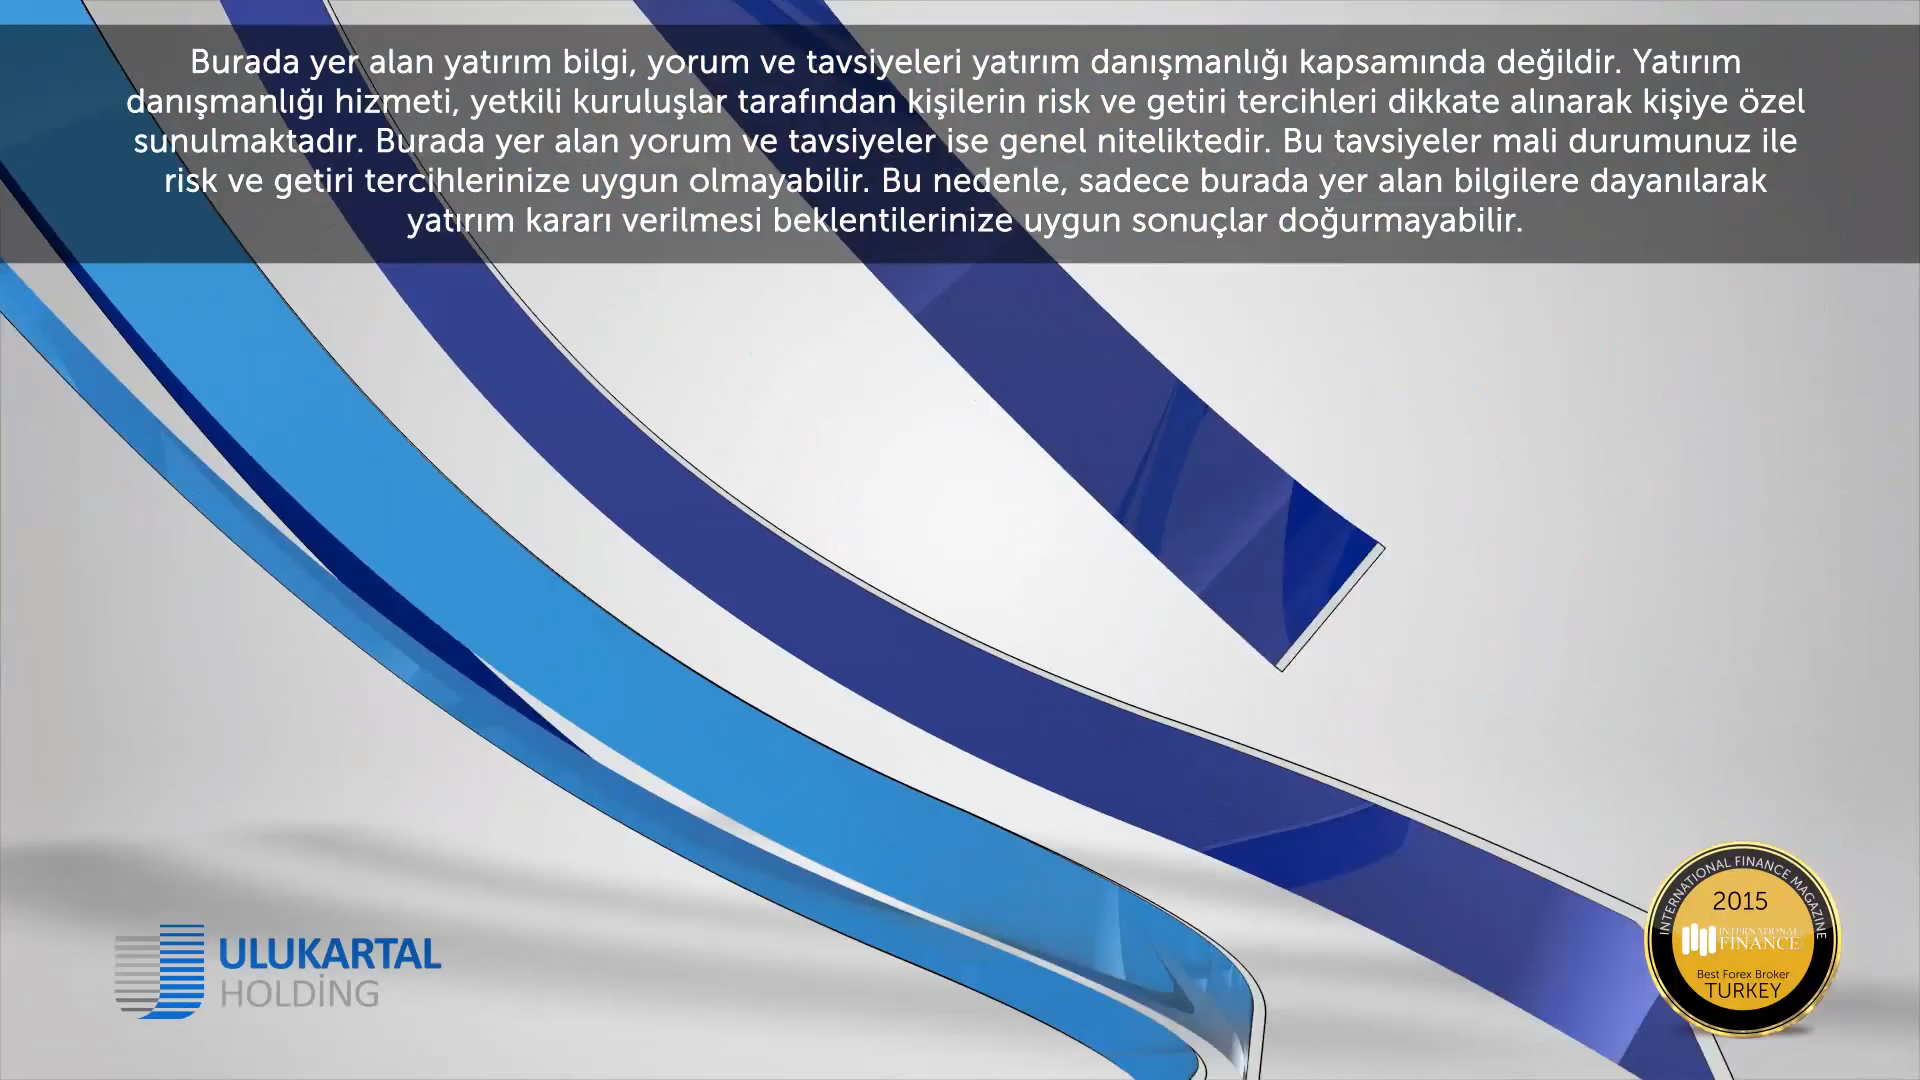 Burada yer alan yatırım bilgi, yorum ve tavsiyeleri yatırım danışmanlığı kapsamında değildir. Yatırım
danışmanlığı hizmeti, yetkili kuruluşlar tarafından kişilerin risk ve getiri tercihleri dikkate alınarak kişiye özel
sunulmaktadır. Burada yer alan yorum ve tavsiyeler ise genel niteliktedir. Bu tavsiyeler mali durumunuz ile
risk ve getiri tercihlerinize uygun olmayabilir. Bu nedenle, sadece burada yer alan bilgilere dayanılarak
yatırım kararı verilmesi beklentilerinize uygun sonuçlar doğurmayabilir.
ULUKARTAL
HOLDİNG
INTERNATIONAL FINANCE MAGAZINE
2015
INTERNATIONAL
FINANCE
Best Forex Broker
TURKEY